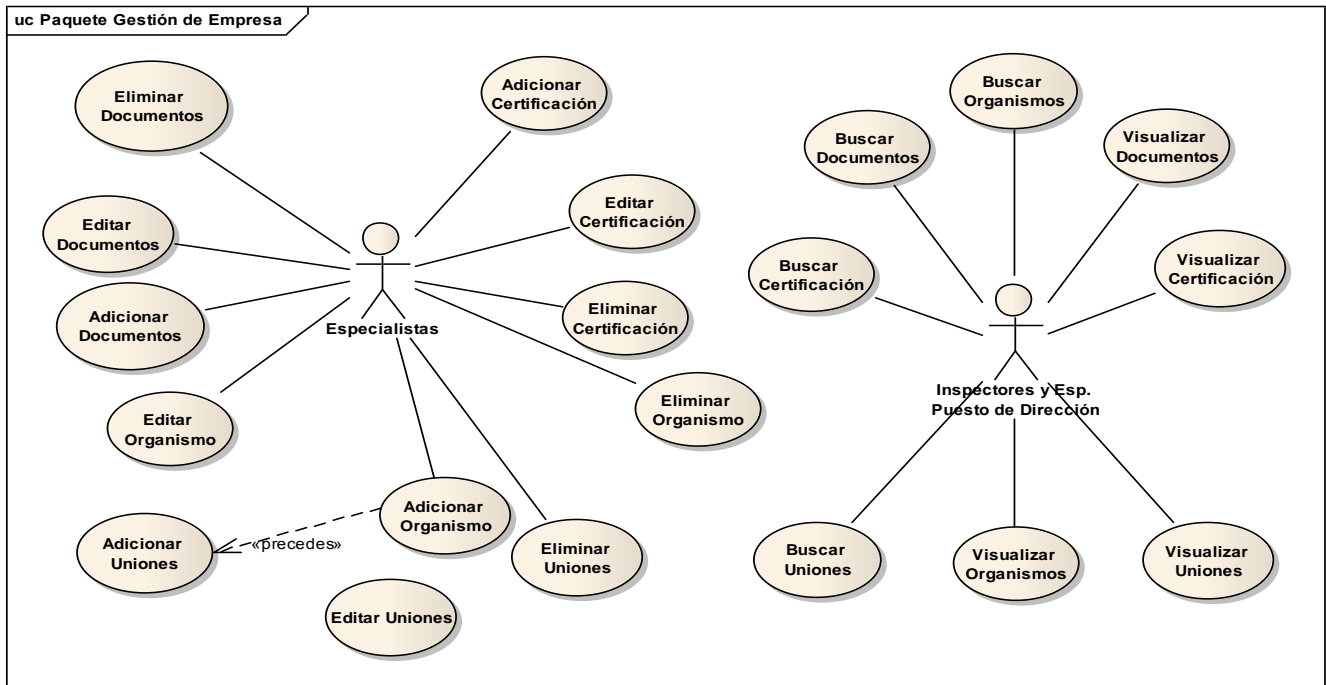 uc Paquete Gestión de Empresa
Eliminar
Documentos
Adicionar
Certificación
Editar
Documentos
Editar
Certificación
Adicionar
Documentos
Especialistas
Eliminar
Certificación
Editar
Organismo
Eliminar
Organismo
Adicionar
Organismo
«precedes»
Adicionar
Uniones
Eliminar
Uniones
Editar Uniones
Buscar
Organismos
Buscar
Documentos
Visualizar
Documentos
Buscar
Certificación
Visualizar
Certificación
Inspectores y Esp.
Puesto de Dirección
Buscar
Uniones
Visualizar
Organismos
Visualizar
Uniones